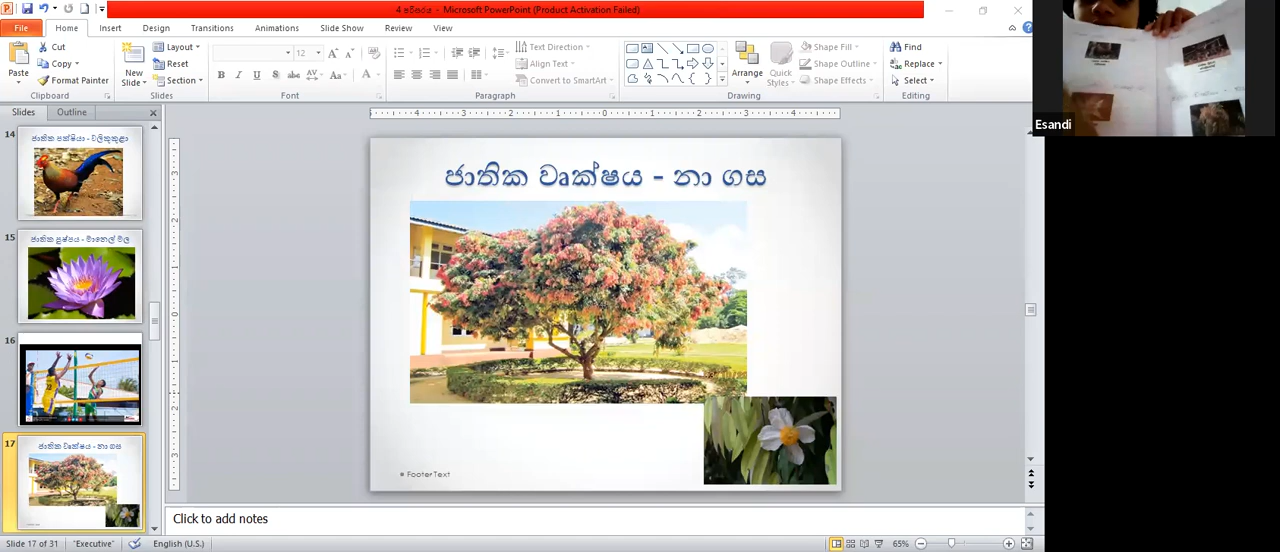 4 පරිසරය - Microsoft PowerPoint (Product Activation Failed)
File Home Insert Design Transitions Animations Slide Show Review View
Paste
Cut
Copy
Format Painter
Clipboard
New Slide
Layout
Reset
Section
Slides
12
B I U S abc AV Aa A
Font
Text Direction
Align Text
Convert to SmartArt
Paragraph
Arrange
Quick Styles
Shape Fill
Shape Outline
Shape Effects
Drawing
Find
Replace
Select
Editing
Slides Outline
14
ජාතික පක්ෂියා - වලිකුකුළා
15
ජාතික පුෂ්පය - මානෙල් මල
16
17
ජාතික වෘක්ෂය - නා ගස
ජාතික වෘක්ෂය - නා ගස
Footer Text
Click to add notes
Slide 17 of 31 "Executive" English (U.S.) 65%
Esandi